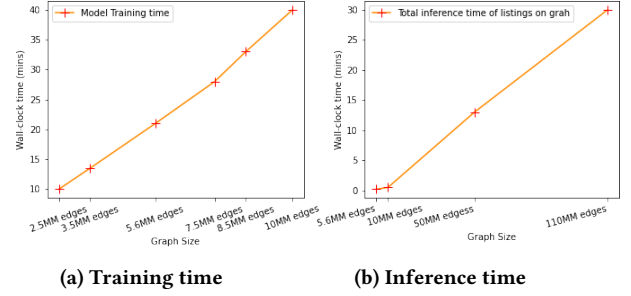 Model Training time
40
35
30
25
20
15
10
Wall-clock time (mins)
2.5MM edges
3.5MM edges
5.6MM edges
7.5MM edges
8.5MM edges
10MM edges
Graph Size
(a) Training time
Total inference time of listings on grah
30
25
20
15
10
5
0
Wall-clock time (mins)
5.6MM edges
10MM edges
50MM edges
110MM edges
Graph Size
(b) Inference time